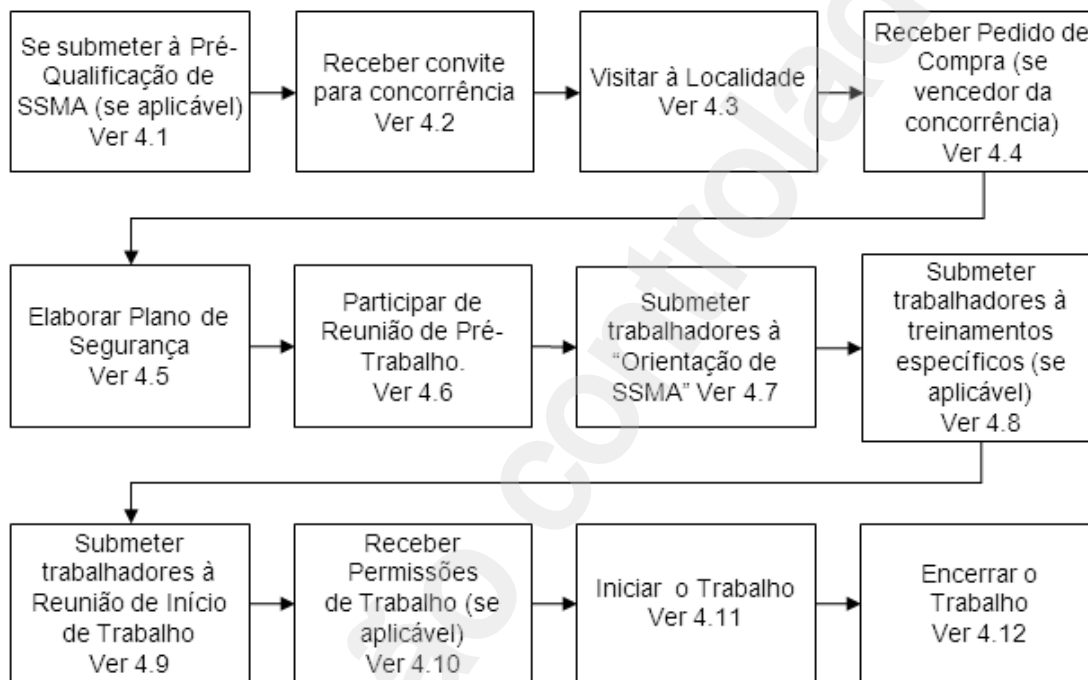 Se submeter à Pré-
Qualificação de
SSMA (se aplicável)
Ver 4.1
Receber convite
para concorrência
Ver 4.2
Visitar à Localidade
Ver 4.3
Receber Pedido de
Compra (se
vencedor da
concorrência)
Ver 4.4
Elaborar Plano de
Segurança
Ver 4.5
Participar de
Reunião de Pré-
Trabalho.
Ver 4.6
Submeter
trabalhadores à
“Orientação de
SSMA” Ver 4.7
Submeter
trabalhadores à
treinamentos
específicos (se
aplicável)
Ver 4.8
Submeter
trabalhadores à
Reunião de Início
de Trabalho
Ver 4.9
Receber
Permissões
de Trabalho (se
aplicável)
Ver 4.10
Iniciar o Trabalho
Ver 4.11
Encerrar o
Trabalho
Ver 4.12